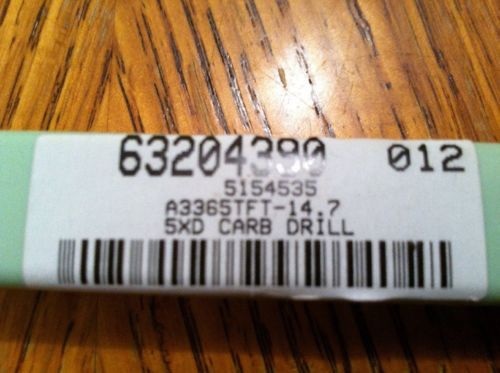 63204390 012
5154535
A3365TFT-14.7
5XD CARB DRILL